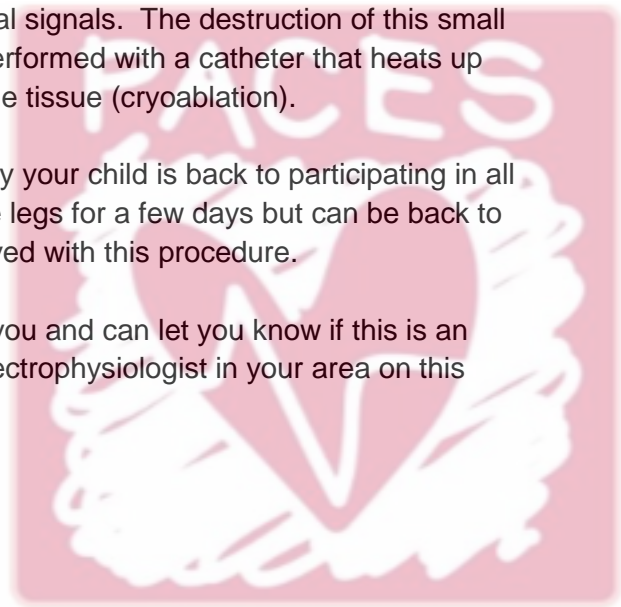 al signals. The destruction of this small
erformed with a catheter that heats up
e tissue (cryoablation).
y your child is back to participating in all
e legs for a few days but can be back to
ved with this procedure.
you and can let you know if this is an
ectrophysiologist in your area on this
PACES